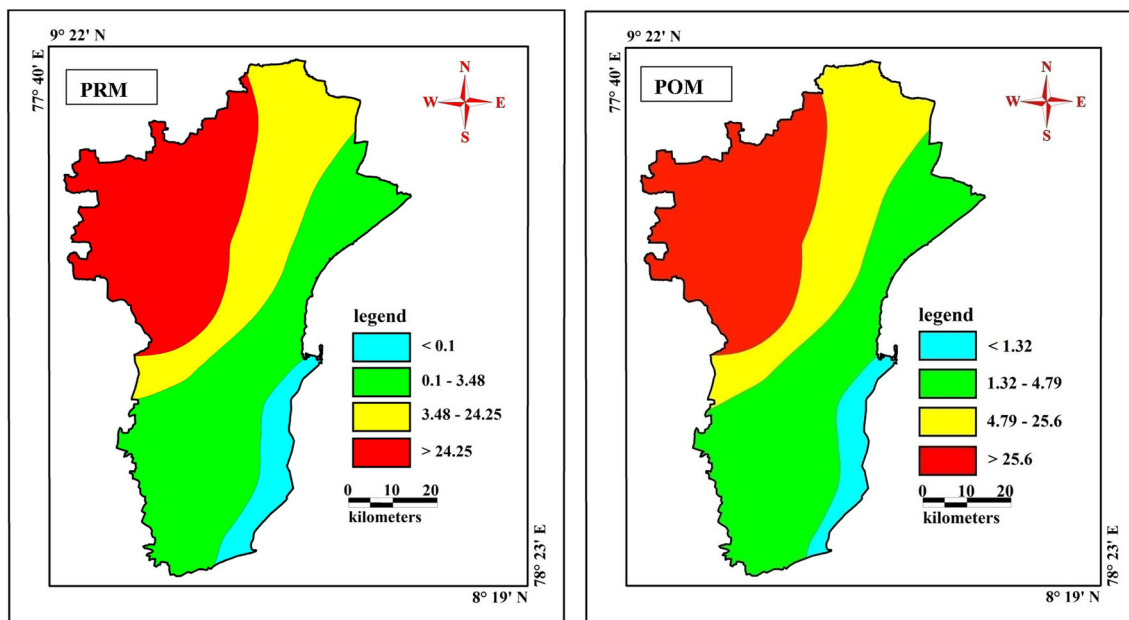 9° 22' N
77° 40' E
PRM
N
W E
S
legend
< 0.1
0.1 - 3.48
3.48 - 24.25
> 24.25
0 10 20
kilometers
78° 23' E
8° 19' N
9° 22' N
77° 40' E
POM
N
W E
S
legend
< 1.32
1.32 - 4.79
4.79 - 25.6
> 25.6
0 10 20
kilometers
78° 23' E
8° 19' N